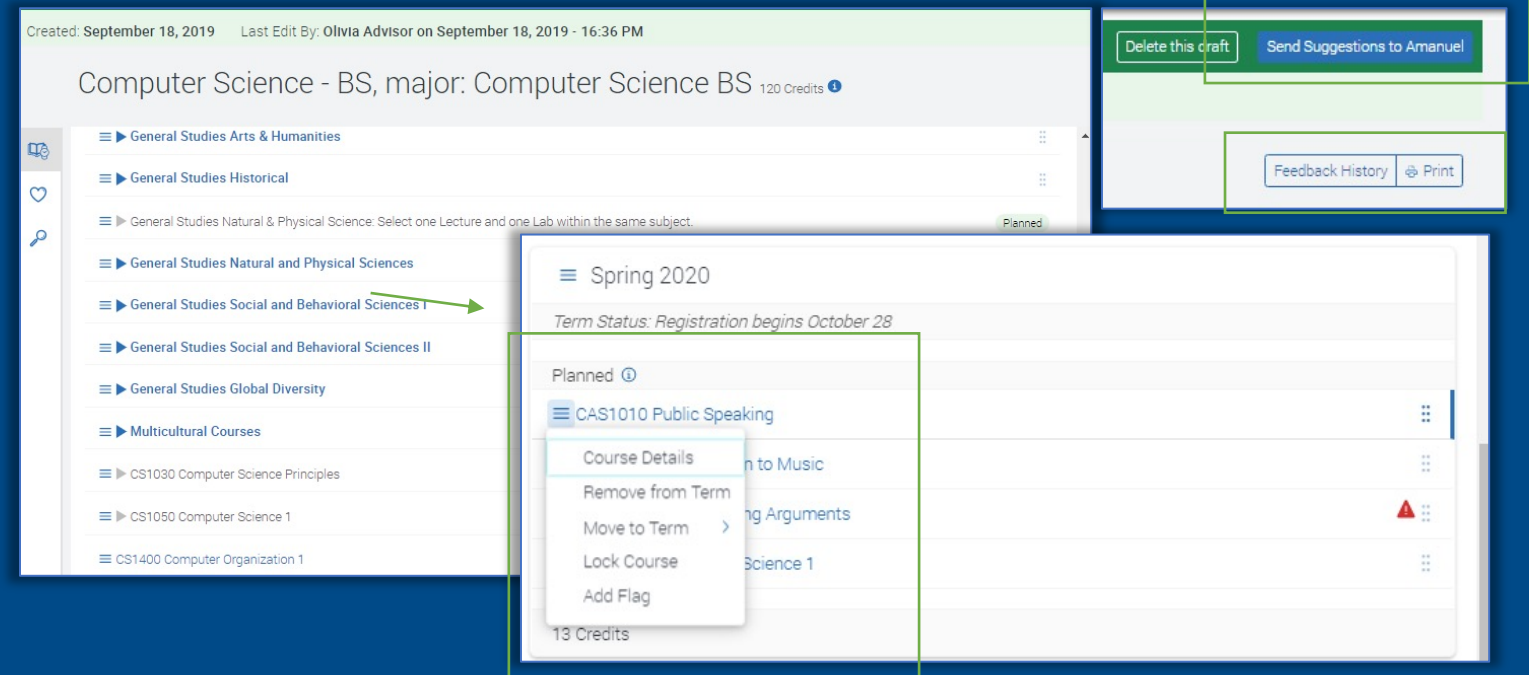 Created: September 18, 2019 Last Edit By: Olivia Advisor on September 18, 2019 - 16:36 PM
Computer Science - BS, major: Computer Science BS 120 Credits
General Studies Arts & Humanities
General Studies Historical
General Studies Natural & Physical Science: Select one Lecture and one Lab within the same subject. Planned
General Studies Natural and Physical Sciences
General Studies Social and Behavioral Sciences I
General Studies Social and Behavioral Sciences II
General Studies Global Diversity
Multicultural Courses
CS1030 Computer Science Principles
CS1050 Computer Science 1
CS1400 Computer Organization 1
Delete this draft Send Suggestions to Amanuel
Feedback History Print
Spring 2020
Term Status: Registration begins October 28
Planned
CAS1010 Public Speaking
Course Details
n to Music
Remove from Term
ng Arguments
Move to Term
Lock Course
Science 1
Add Flag
13 Credits